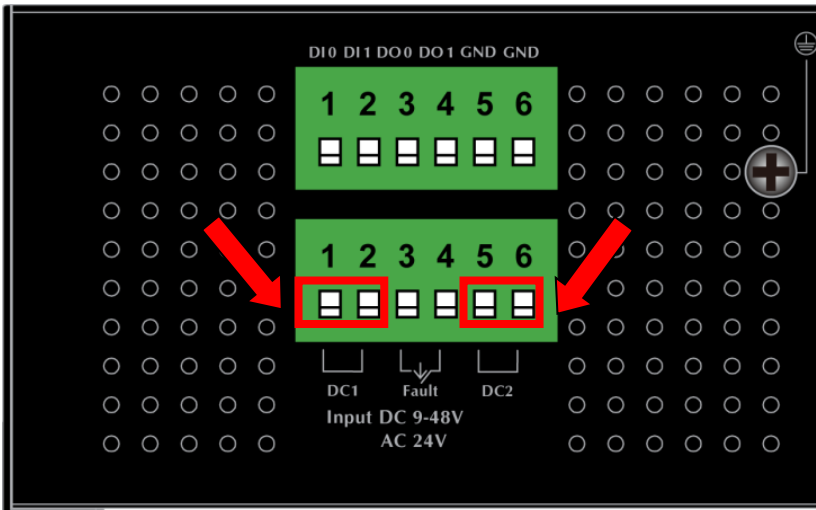 DI0 DI1 DO0 DO1 GND GND
1 2 3 4 5 6
1 2 3 4 5 6
DC1 Fault DC2
Input DC 9-48V
AC 24V